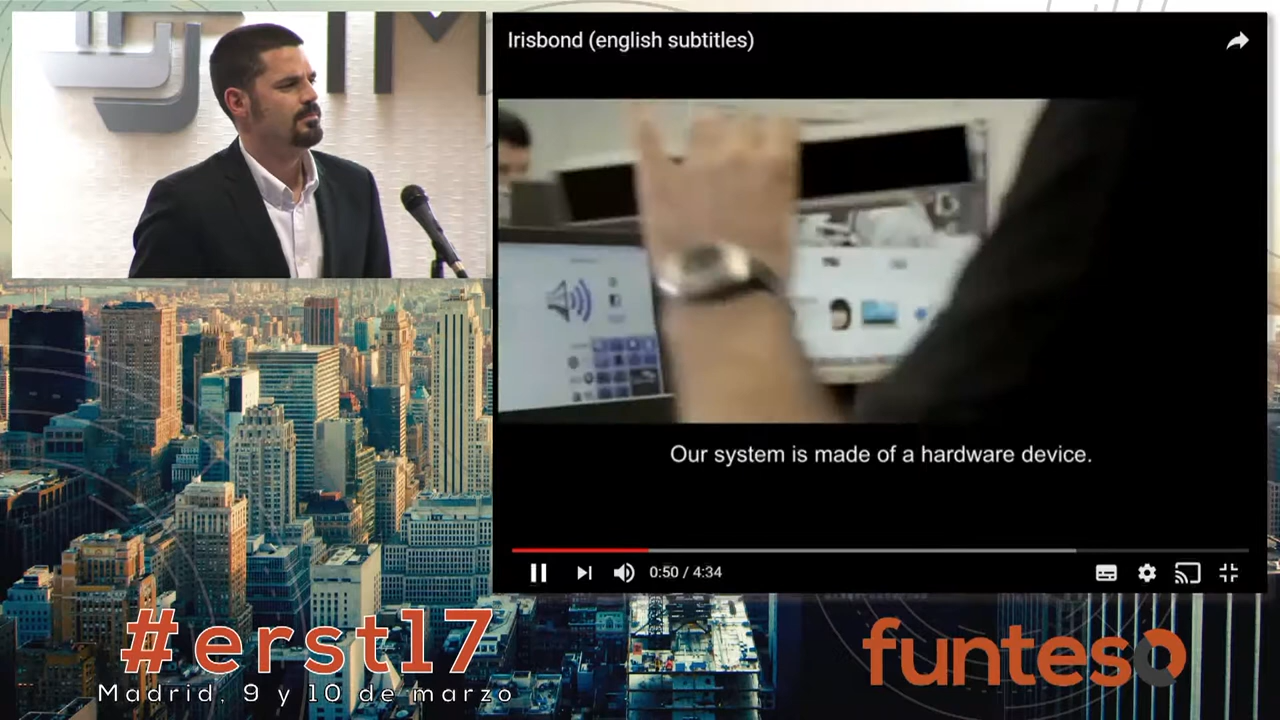 Irisbond (english subtitles)
Our system is made of a hardware device.
0:50 / 4:34
#erst17
Madrid, 9 y 10 de marzo
funteso